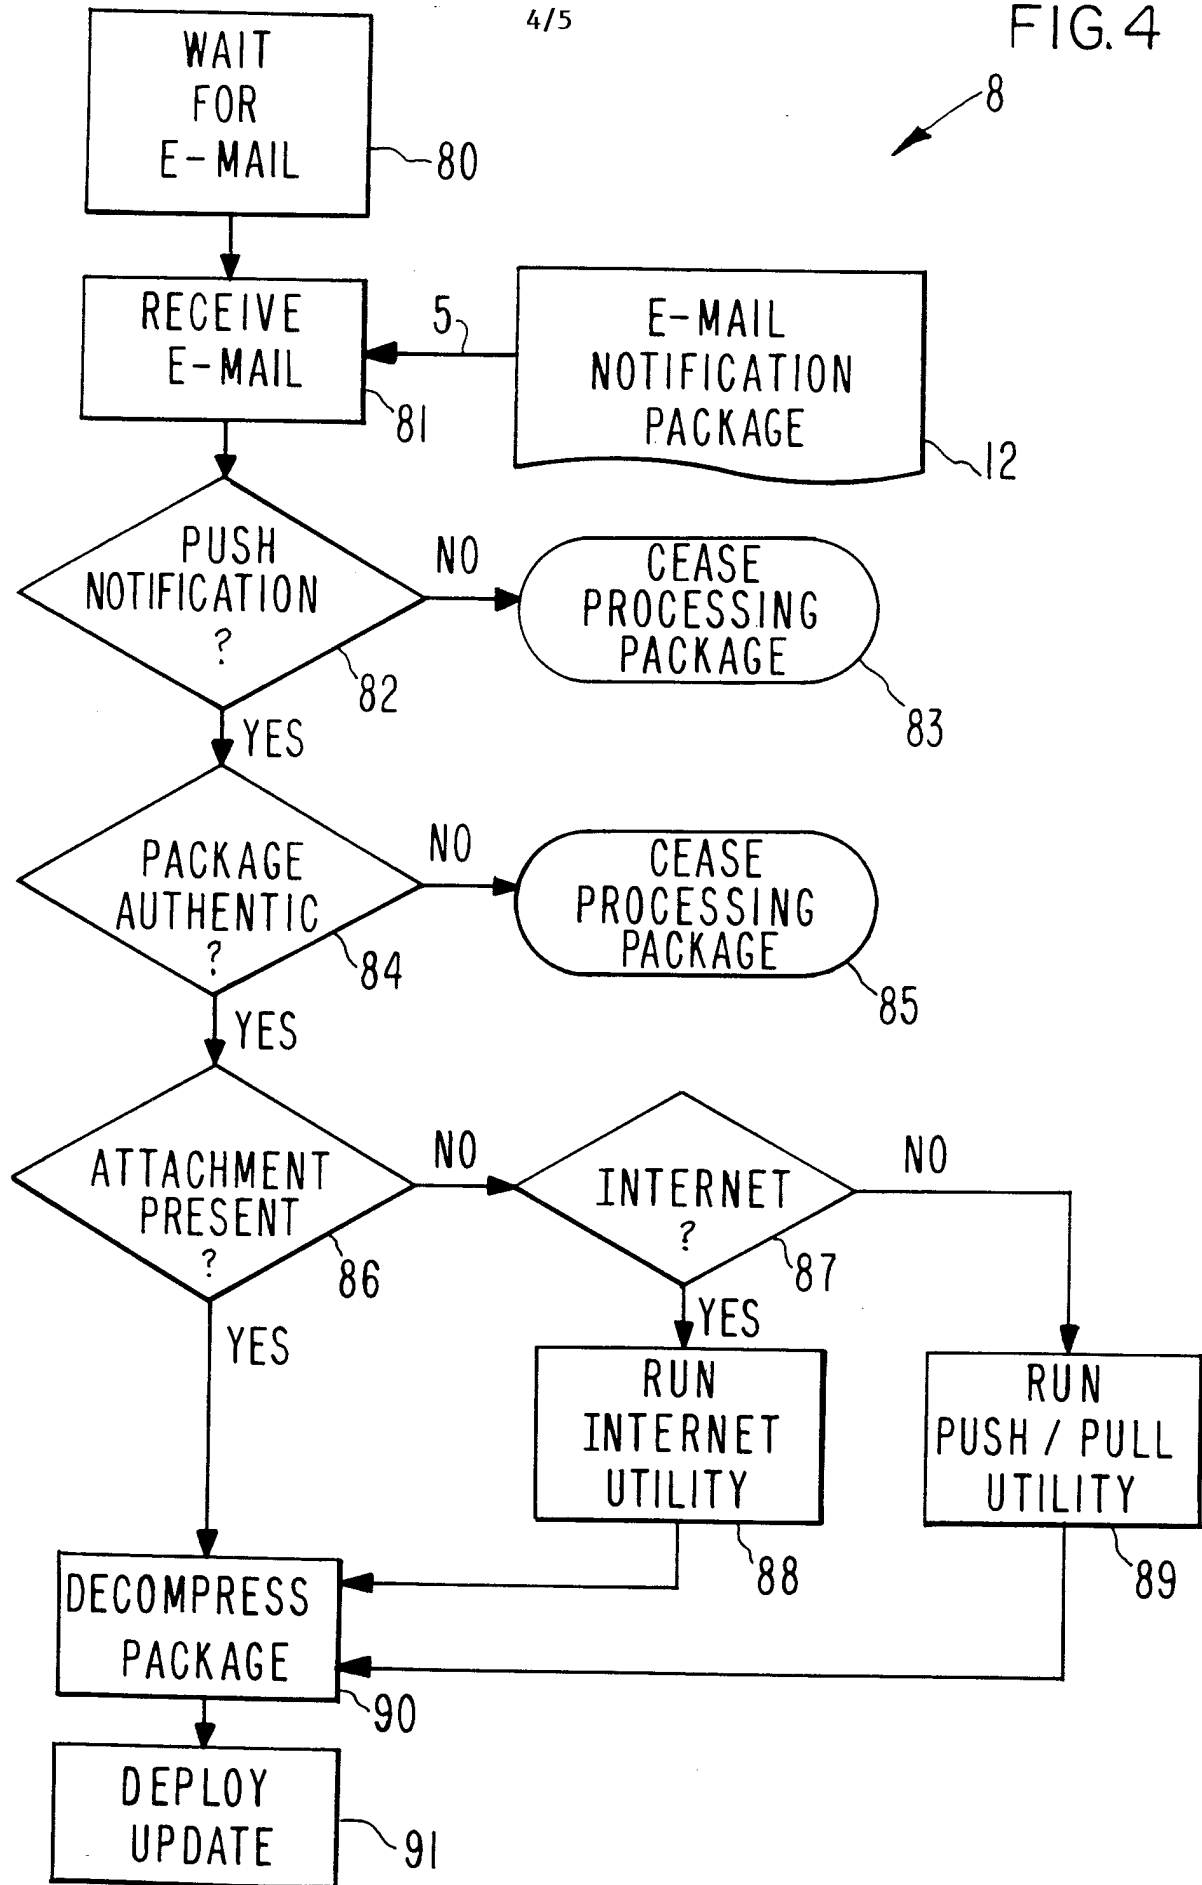 4/5
FIG. 4
8
WAIT
FOR
E-MAIL
80
RECEIVE
E-MAIL
81
5
E-MAIL
NOTIFICATION
PACKAGE
12
PUSH
NOTIFICATION
?
82
NO
CEASE
PROCESSING
PACKAGE
83
YES
PACKAGE
AUTHENTIC
?
84
NO
CEASE
PROCESSING
PACKAGE
85
YES
ATTACHMENT
PRESENT
?
86
NO
INTERNET
?
87
NO
YES
YES
RUN
INTERNET
UTILITY
88
RUN
PUSH / PULL
UTILITY
89
DECOMPRESS
PACKAGE
90
DEPLOY
UPDATE
91